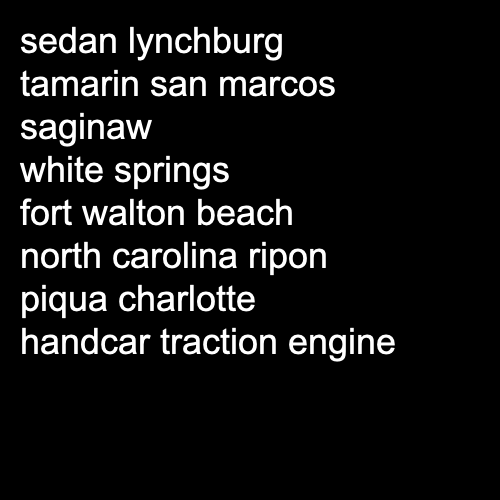 sedan lynchburg
tamarin san marcos
saginaw
white springs
fort walton beach
north carolina ripon
piqua charlotte
handcar traction engine